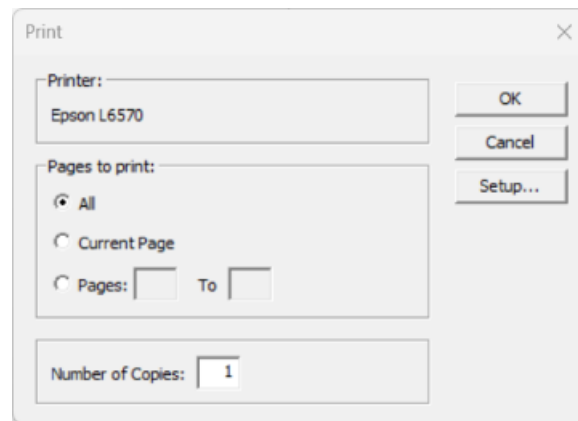 Print
Printer:
Epson L6570
OK
Cancel
Setup...
Pages to print:
All
Current Page
Pages: To
Number of Copies: 1